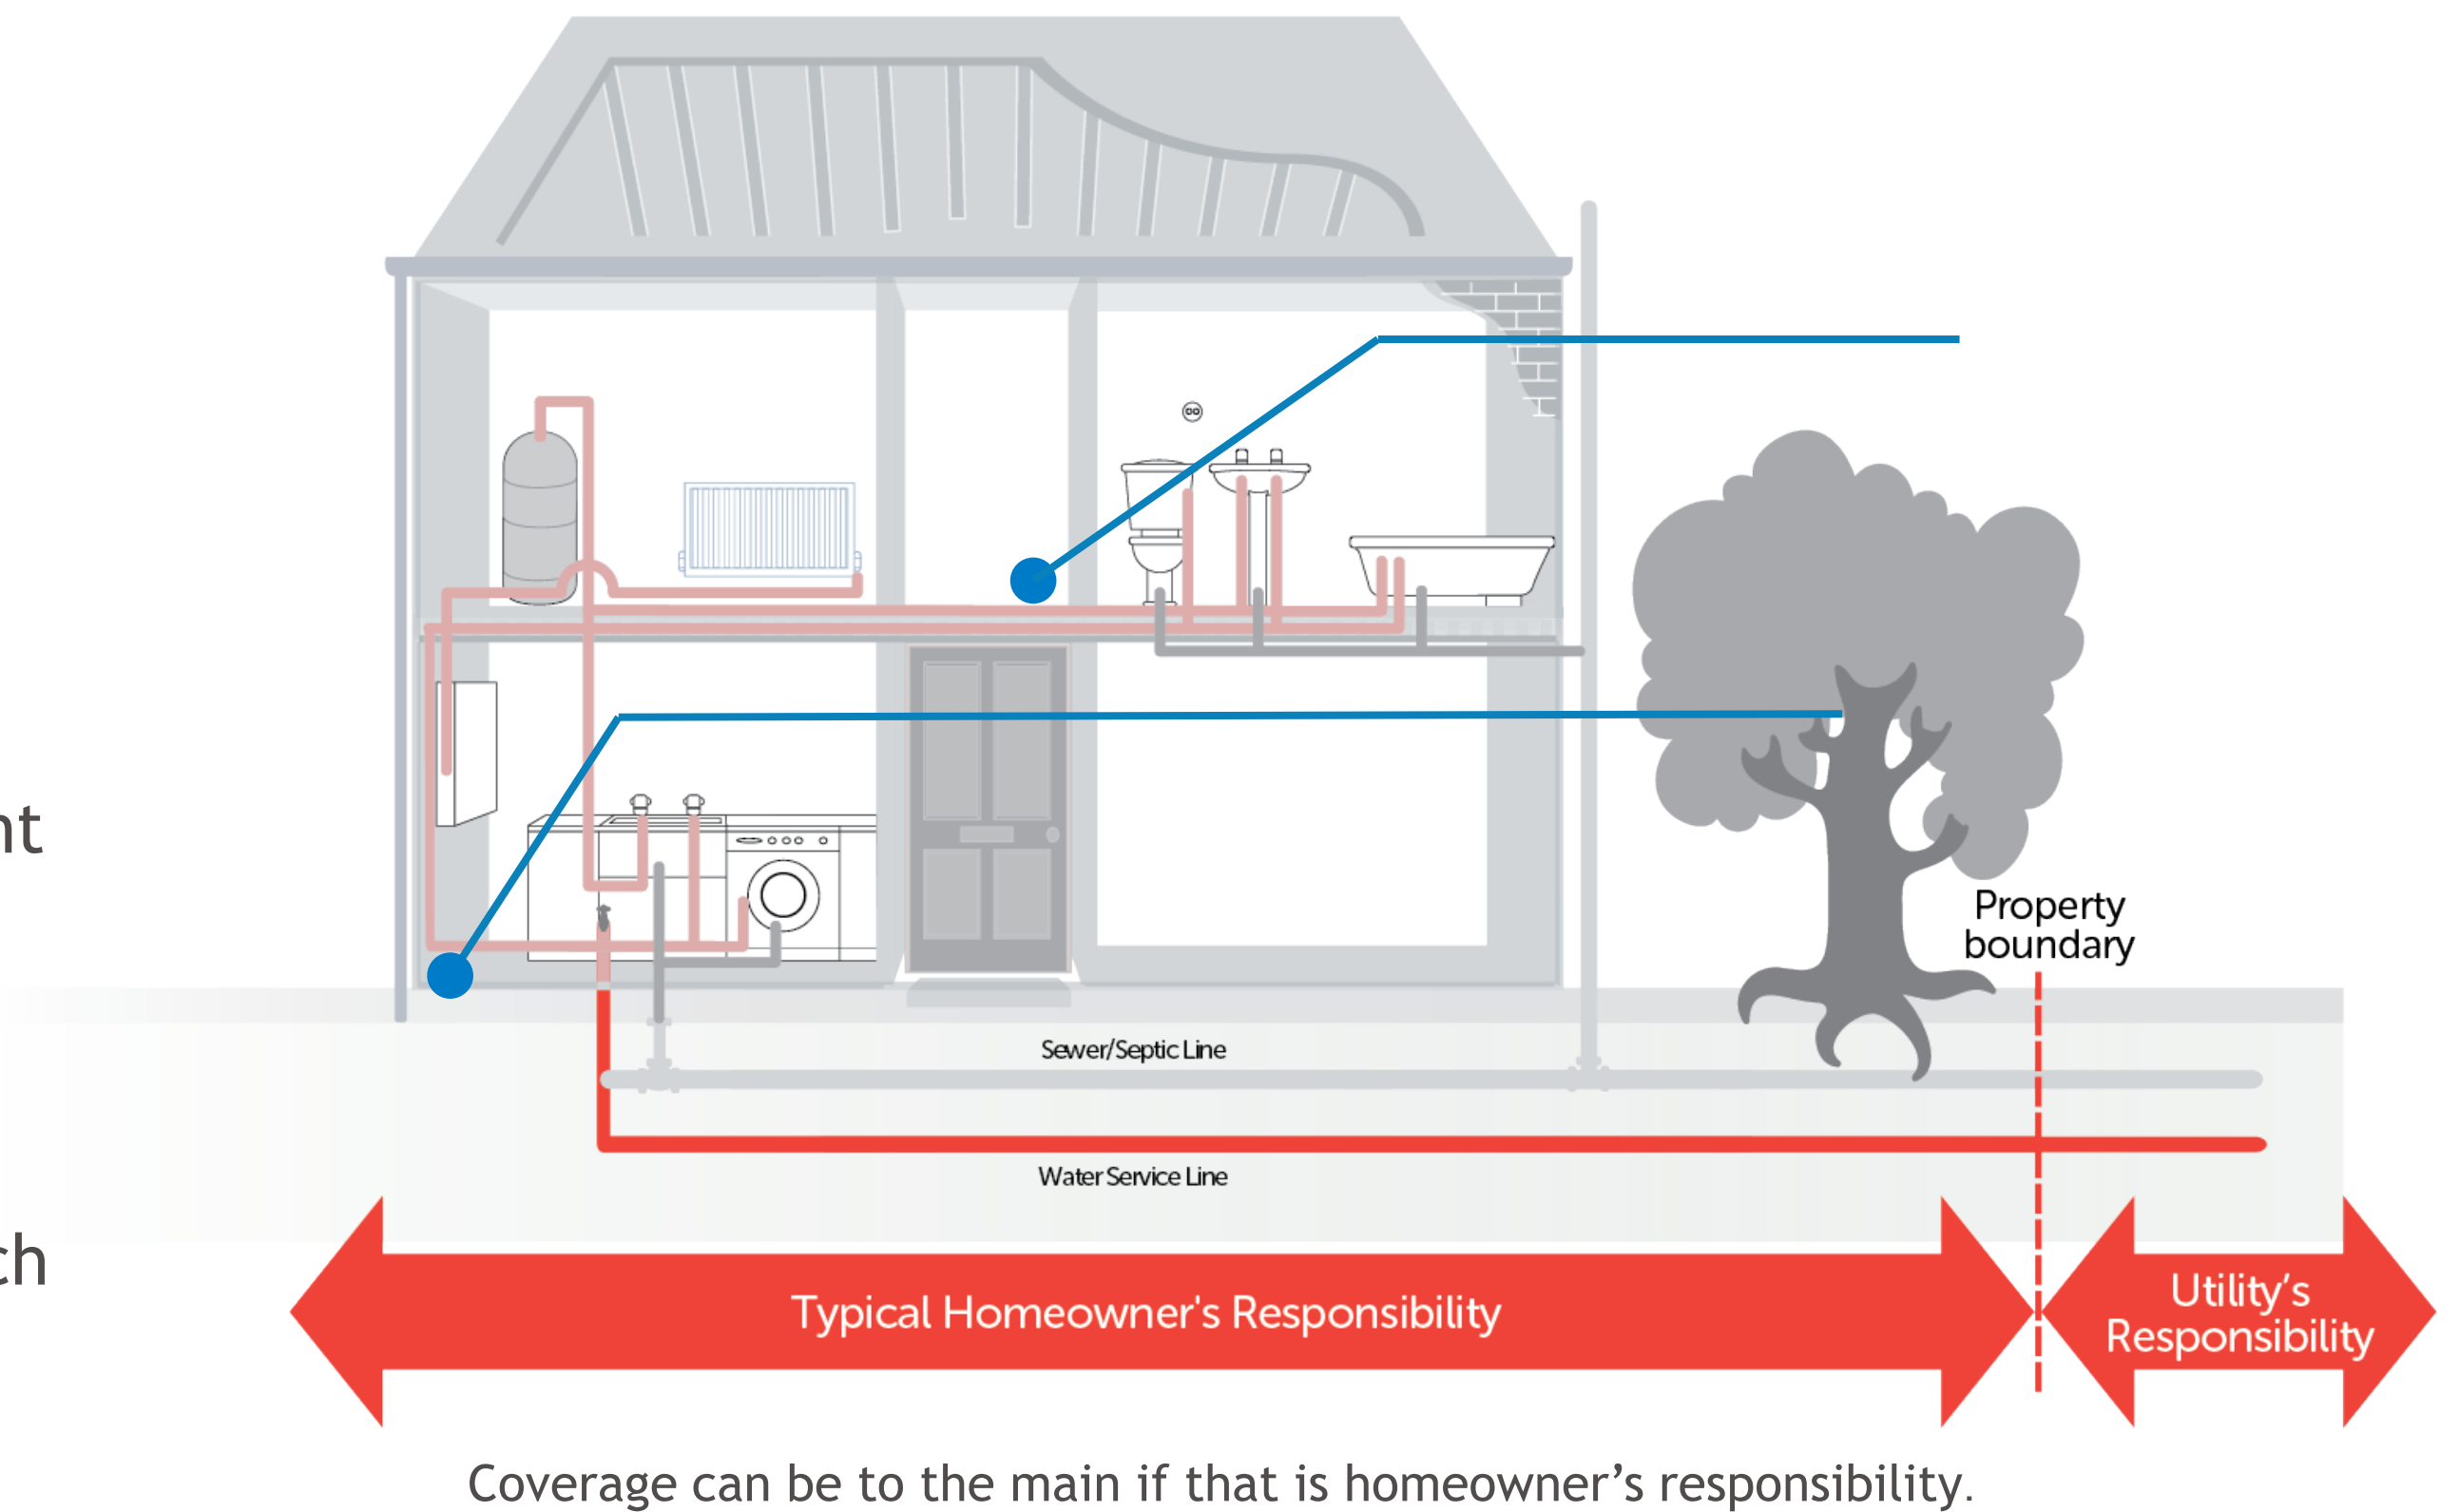 nt
Property
boundary
Sewer/Septic Line
Water Service Line
ch
Typical Homeowner's Responsibility
Utility’s
Responsibility
Coverage can be to the main if that is homeowner’s responsibility.